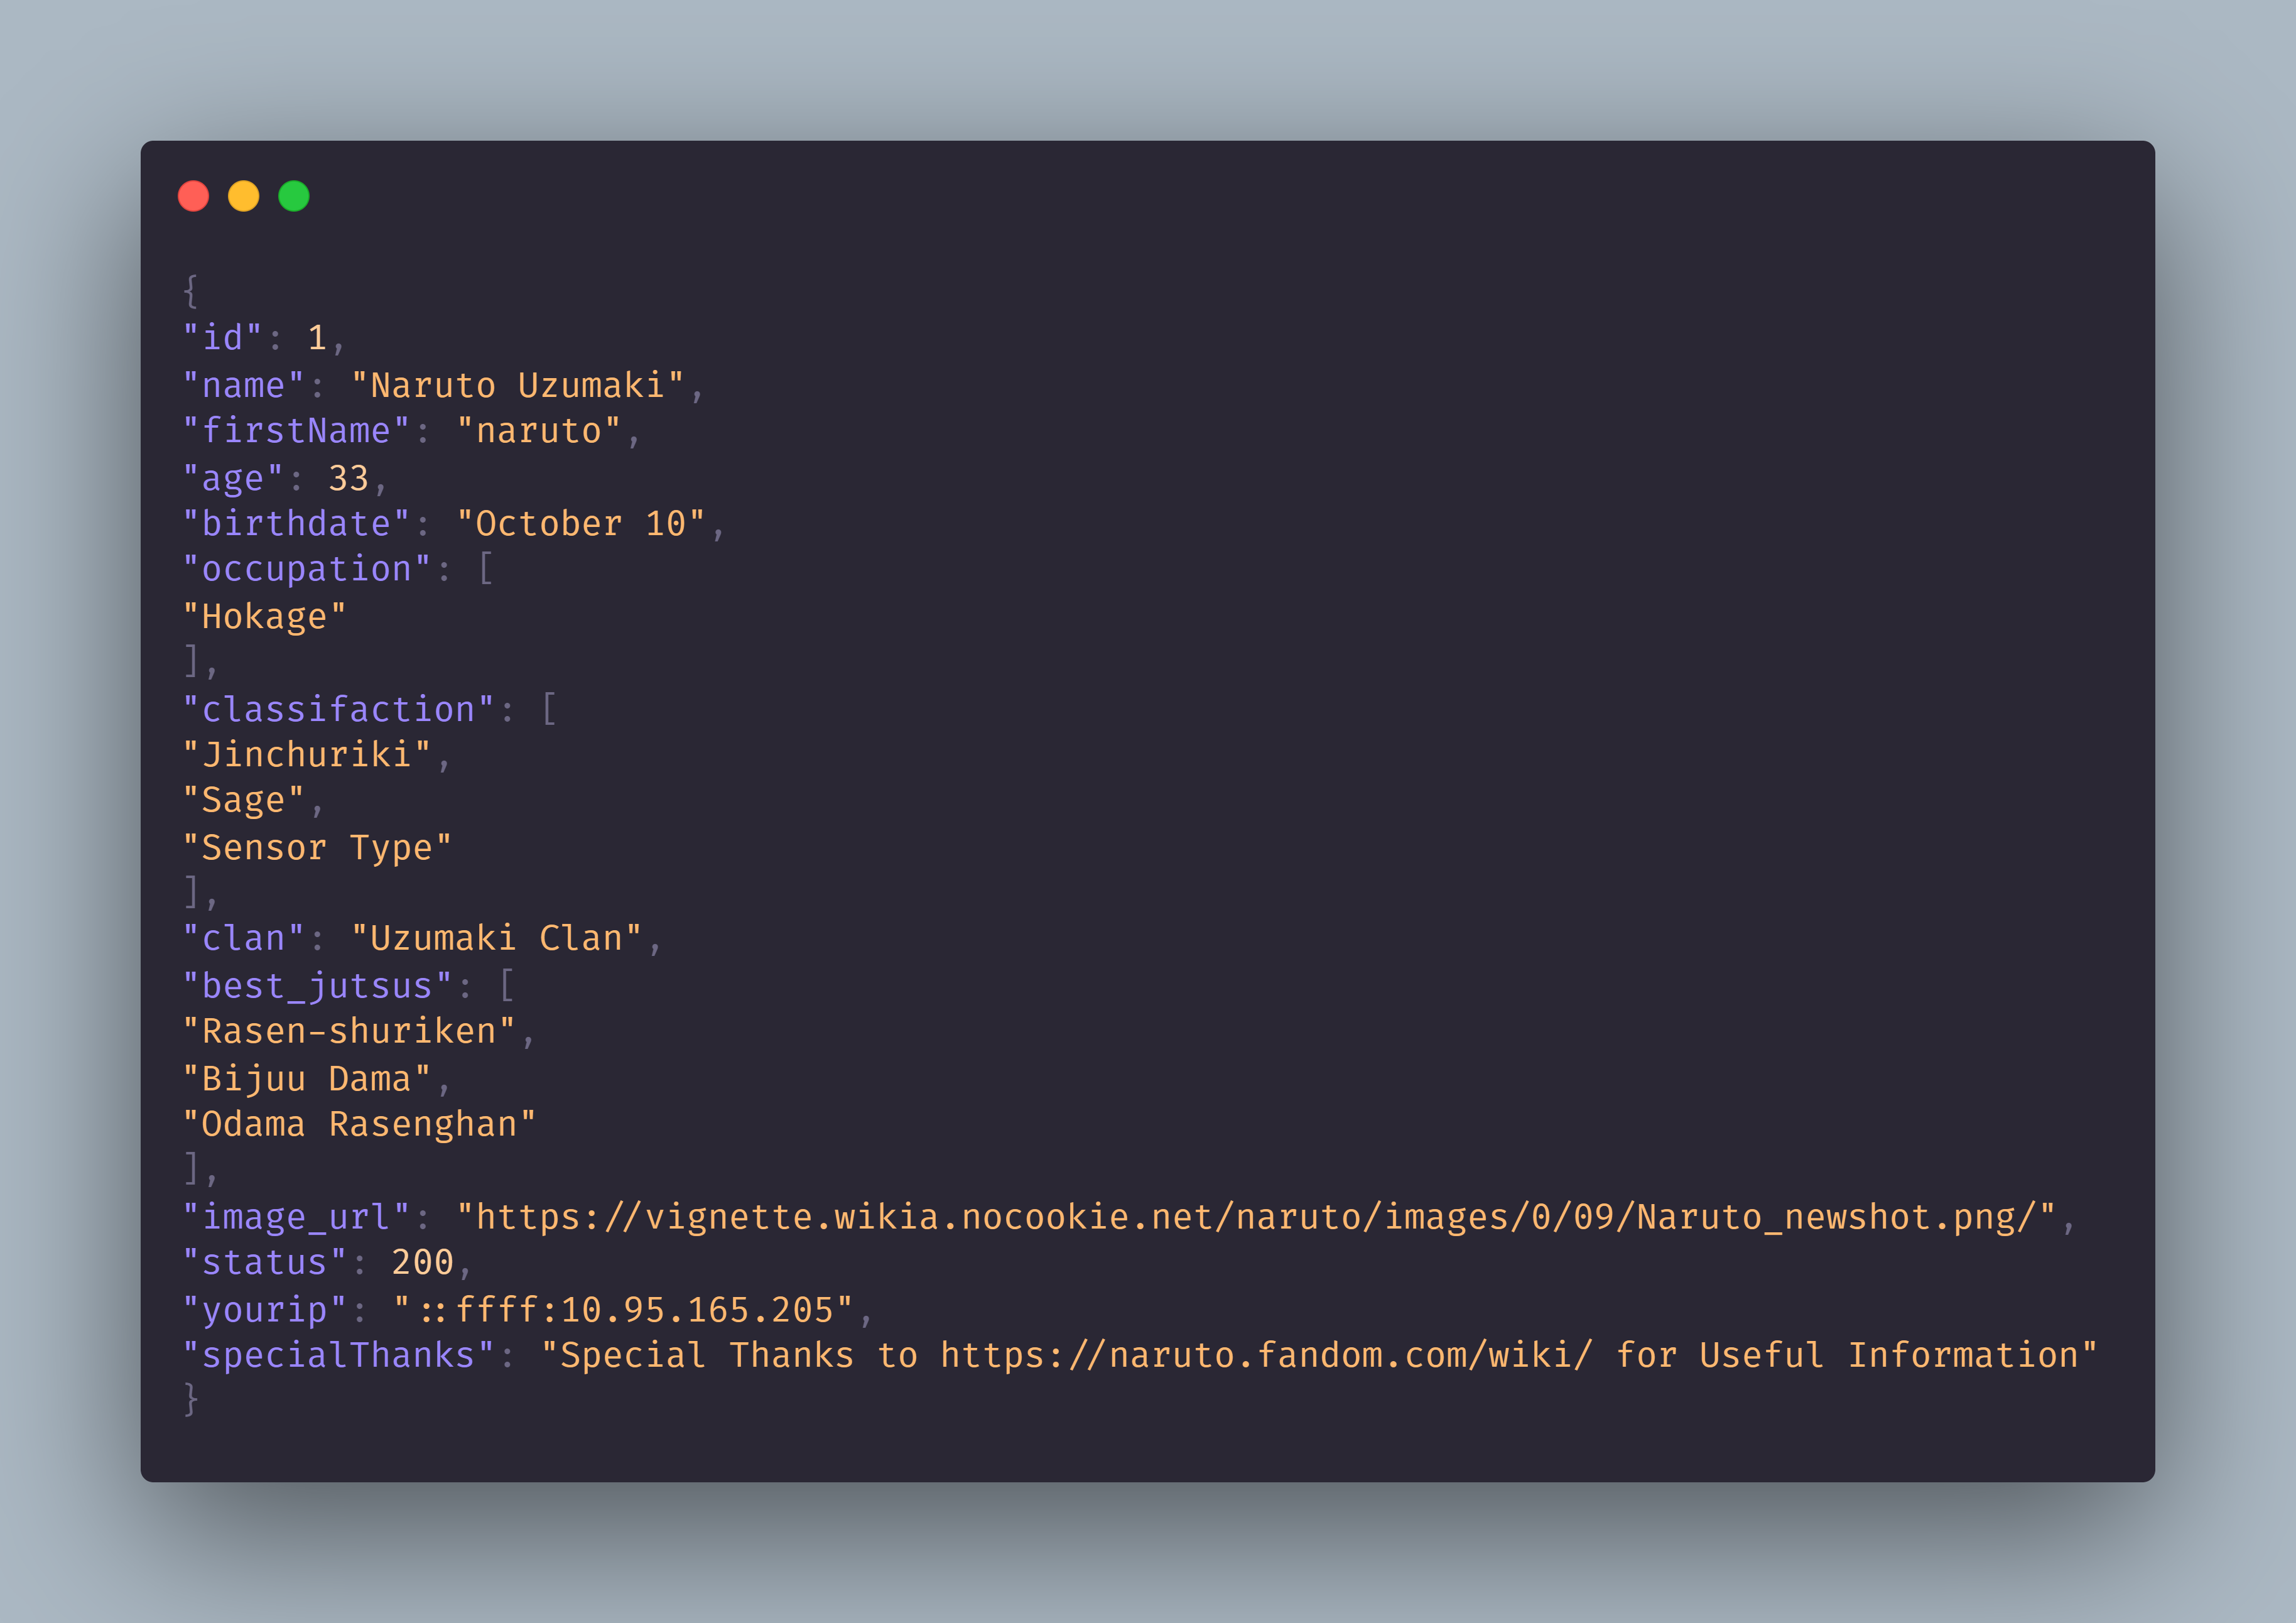 {
"id": 1,
"name": "Naruto Uzumaki",
"firstName": "naruto",
"age": 33,
"birthdate": "October 10",
"occupation": [
"Hokage"
],
"classifaction": [
"Jinchuriki",
"Sage",
"Sensor Type"
],
"clan": "Uzumaki Clan",
"best_jutsus": [
"Rasen-shuriken",
"Bijuu Dama",
"Odama Rasenghan"
],
"image_url": "https://vignette.wikia.nocookie.net/naruto/images/0/09/Naruto_newshot.png/",
"status": 200,
"yourip": "::ffff:10.95.165.205",
"specialThanks": "Special Thanks to https://naruto.fandom.com/wiki/ for Useful Information"
}